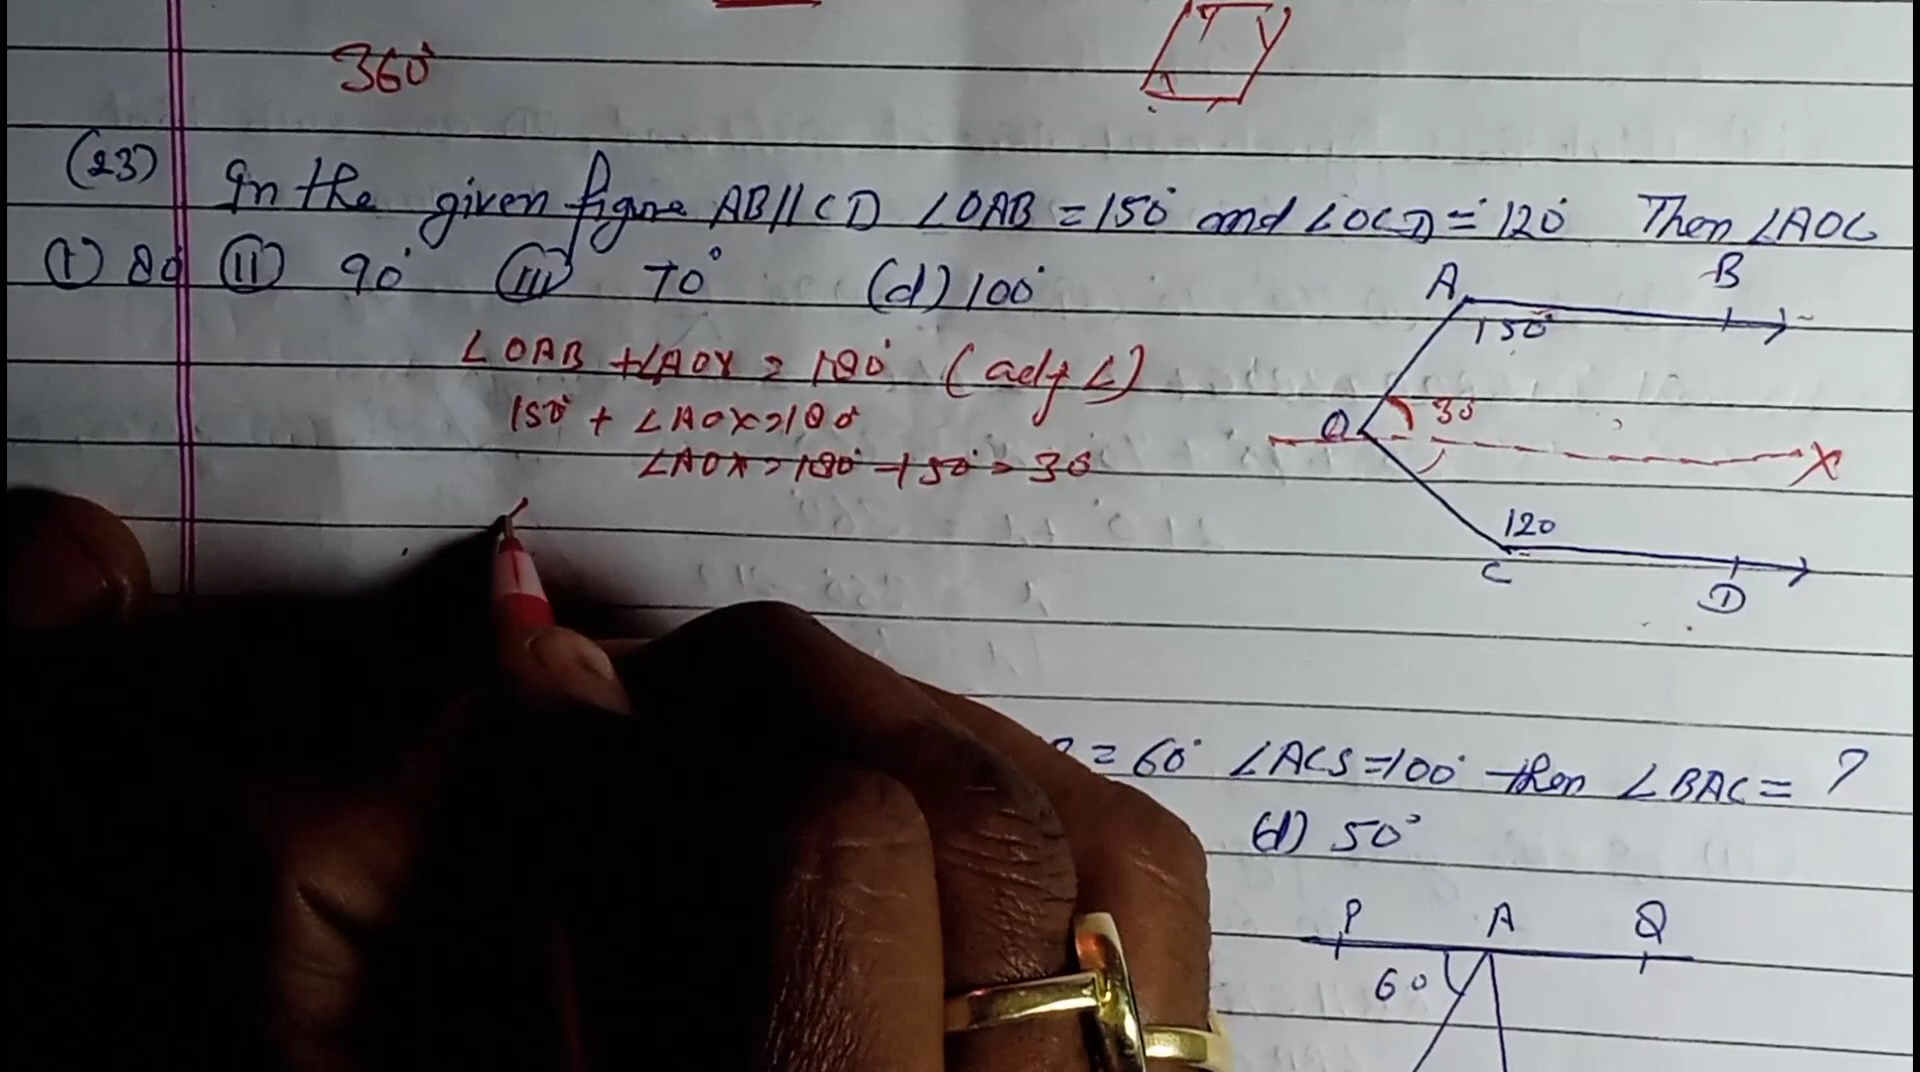 360°
(23) In the given figure AB//CD ∠OAB = 150° and ∠OCD = 120° Then ∠AOC
(I) 80° (II) 90° (III) 70° (d) 100°
A B
150°
∠OAB + ∠AOX = 180° (adj ∠)
150° + ∠AOX = 180°
∠AOX = 180° - 150° = 30
O 30 X
120
C D
= 60° ∠ACS = 100° then ∠BAC = ?
(d) 50°
P A Q
60